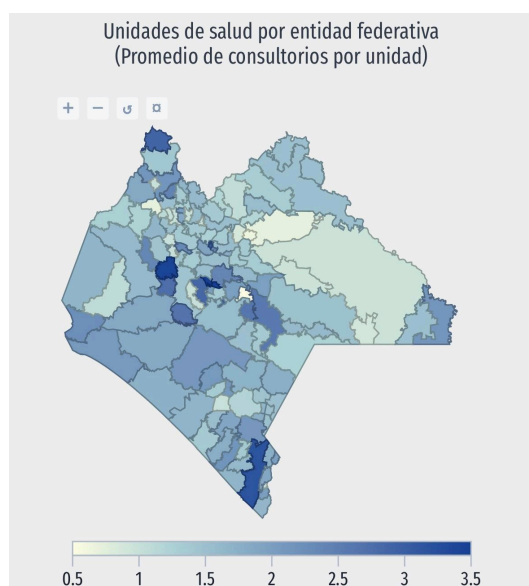 Unidades de salud por entidad federativa
(Promedio de consultorios por unidad)
+ − ↺ ¤
0.5 1 1.5 2 2.5 3 3.5